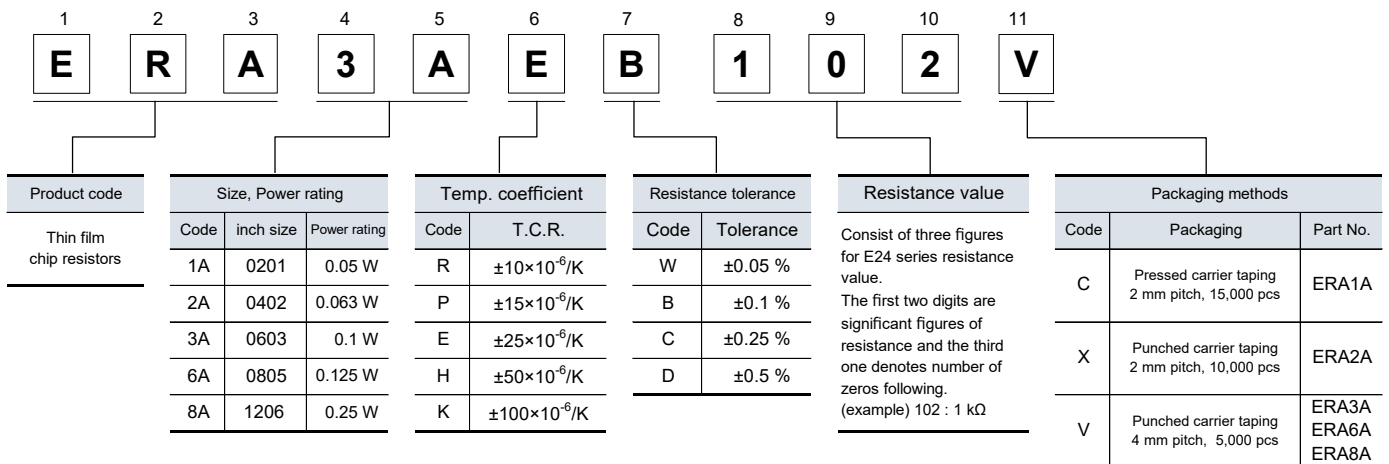 1 2 3 4 5 6 7 8 9 10 11
E R A 3 A E B 1 0 2 V
Product code
Thin film
chip resistors
Size, Power rating
Code inch size Power rating
1A 0201 0.05 W
2A 0402 0.063 W
3A 0603 0.1 W
6A 0805 0.125 W
8A 1206 0.25 W
Temp. coefficient
Code T.C.R.
R ±10×10⁻⁶/K
P ±15×10⁻⁶/K
E ±25×10⁻⁶/K
H ±50×10⁻⁶/K
K ±100×10⁻⁶/K
Resistance tolerance
Code Tolerance
W ±0.05 %
B ±0.1 %
C ±0.25 %
D ±0.5 %
Resistance value
Consist of three figures
for E24 series resistance
value.
The first two digits are
significant figures of
resistance and the third
one denotes number of
zeros following.
(example) 102 : 1 kΩ
Packaging methods
Code Packaging Part No.
C Pressed carrier taping
2 mm pitch, 15,000 pcs ERA1A
X Punched carrier taping
2 mm pitch, 10,000 pcs ERA2A
V Punched carrier taping
4 mm pitch, 5,000 pcs
ERA3A
ERA6A
ERA8A